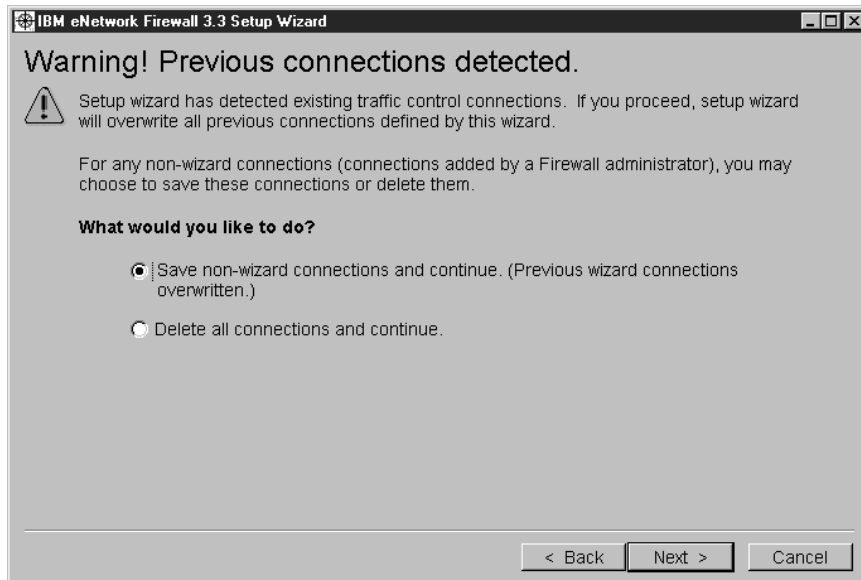 IBM eNetwork Firewall 3.3 Setup Wizard
Warning! Previous connections detected.
Setup wizard has detected existing traffic control connections. If you proceed, setup wizard
will overwrite all previous connections defined by this wizard.
For any non-wizard connections (connections added by a Firewall administrator), you may
choose to save these connections or delete them.
What would you like to do?
Save non-wizard connections and continue. (Previous wizard connections
overwritten.)
Delete all connections and continue.
< Back Next > Cancel